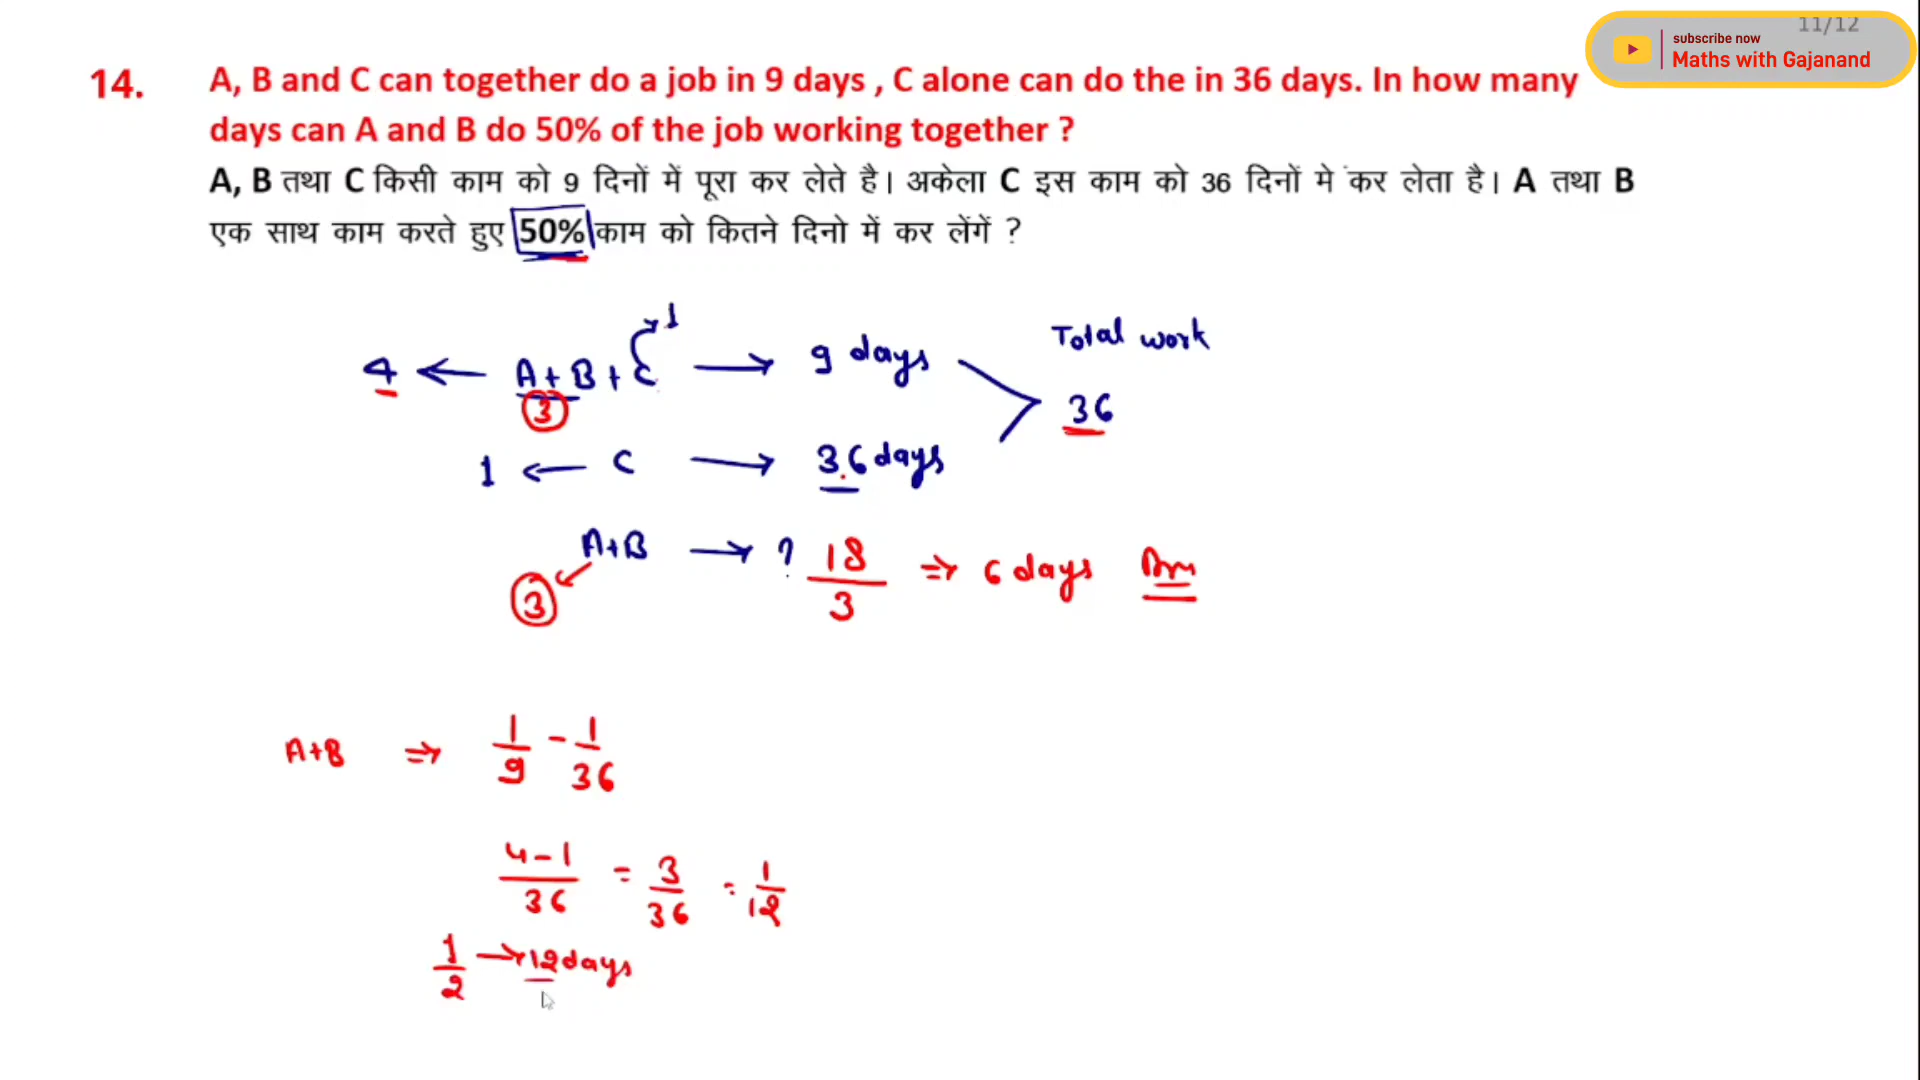 11/12
subscribe now
Maths with Gajanand
14. A, B and C can together do a job in 9 days , C alone can do the in 36 days. In how many
days can A and B do 50% of the job working together ?
A, B तथा C किसी काम को 9 दिनों में पूरा कर लेते है। अकेला C इस काम को 36 दिनों मे कर लेता है। A तथा B
एक साथ काम करते हुए 50% काम को कितने दिनो में कर लेंगें ?
Total work
4 ← A+B+C → 1 → 9 days
3
36
1 ← C → 36 days
A+B → ? 18/3 ⇒ 6 days Ans
3
A+B ⇒ 1/9 - 1/36
4-1/36 = 3/36 = 1/12
1/2 → 12 days